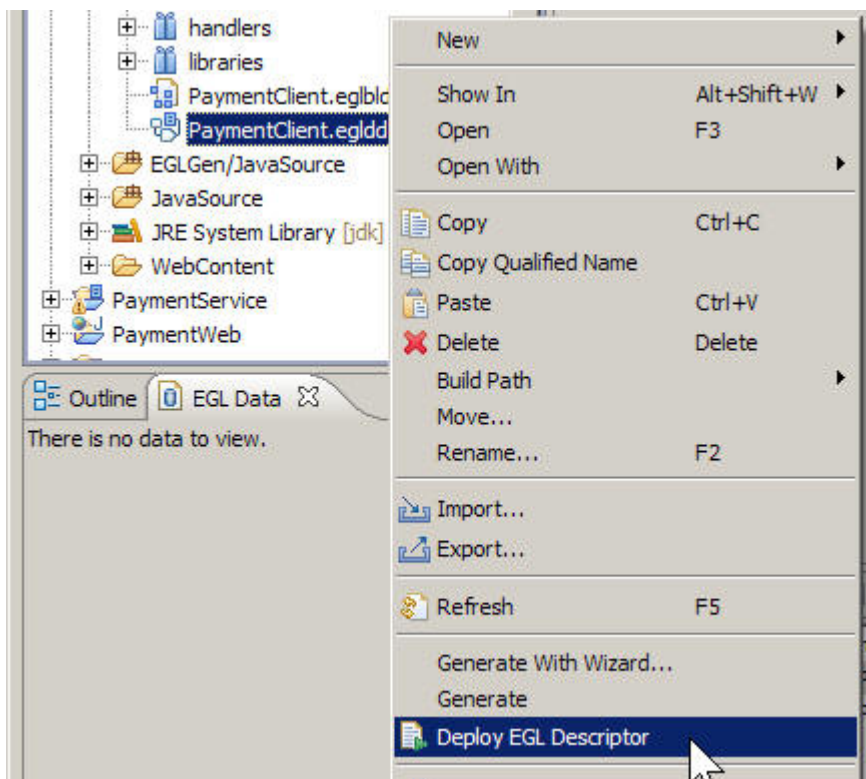 handlers
libraries
PaymentClient.eglbld
PaymentClient.egldd
EGLGen/JavaSource
JavaSource
JRE System Library [jdk]
WebContent
PaymentService
PaymentWeb
Outline
EGL Data
There is no data to view.
New
Show In Alt+Shift+W
Open F3
Open With
Copy Ctrl+C
Copy Qualified Name
Paste Ctrl+V
Delete Delete
Build Path
Move...
Rename... F2
Import...
Export...
Refresh F5
Generate With Wizard...
Generate
Deploy EGL Descriptor